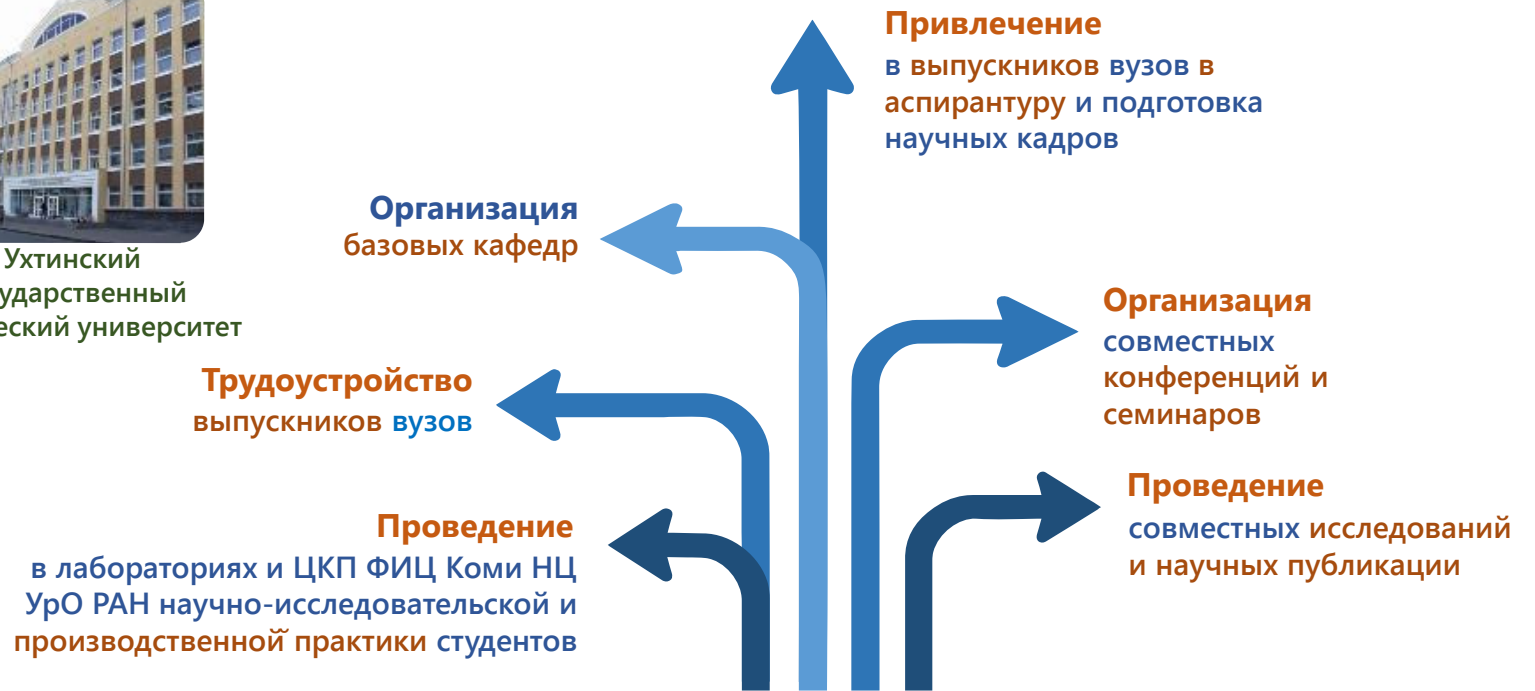 Привлечение
в выпускников вузов в
аспирантуру и подготовка
научных кадров
Организация
базовых кафедр
Ухтинский
ударственный
еский университет
Организация
совместных
конференций и
семинаров
Трудоустройство
выпускников вузов
Проведение
совместных исследований
и научных публикации
Проведение
в лабораториях и ЦКП ФИЦ Коми НЦ
УрО РАН научно-исследовательской и
производственной практики студентов